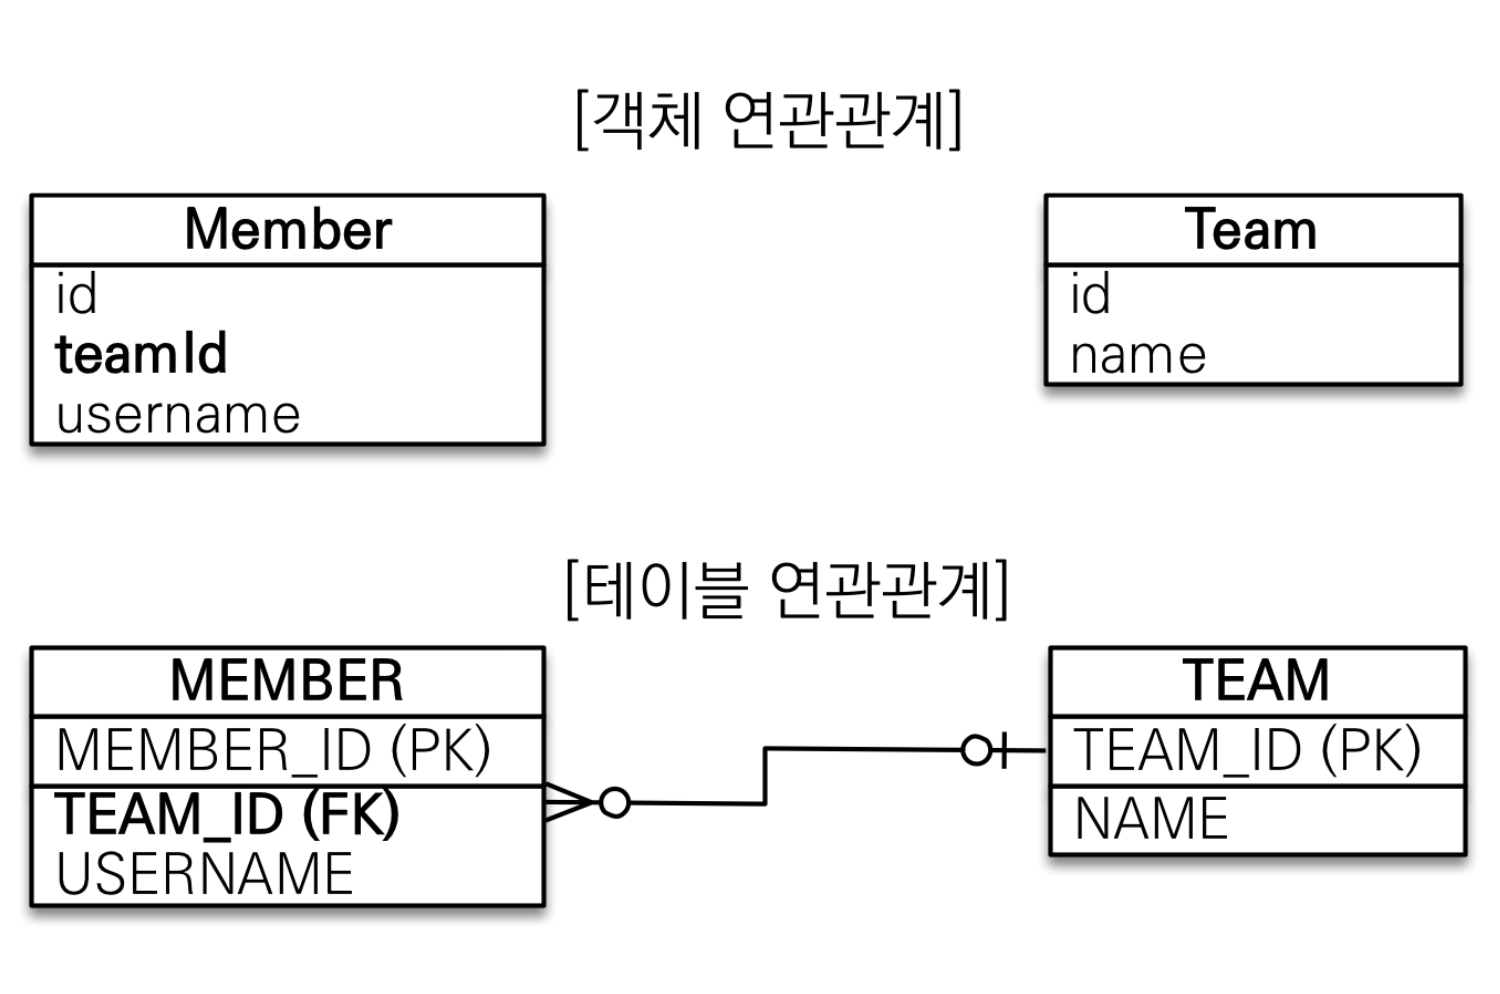 [객체 연관관계]
Member
id
teamId
username
Team
id
name
[테이블 연관관계]
MEMBER
MEMBER_ID (PK)
TEAM_ID (FK)
USERNAME
TEAM
TEAM_ID (PK)
NAME